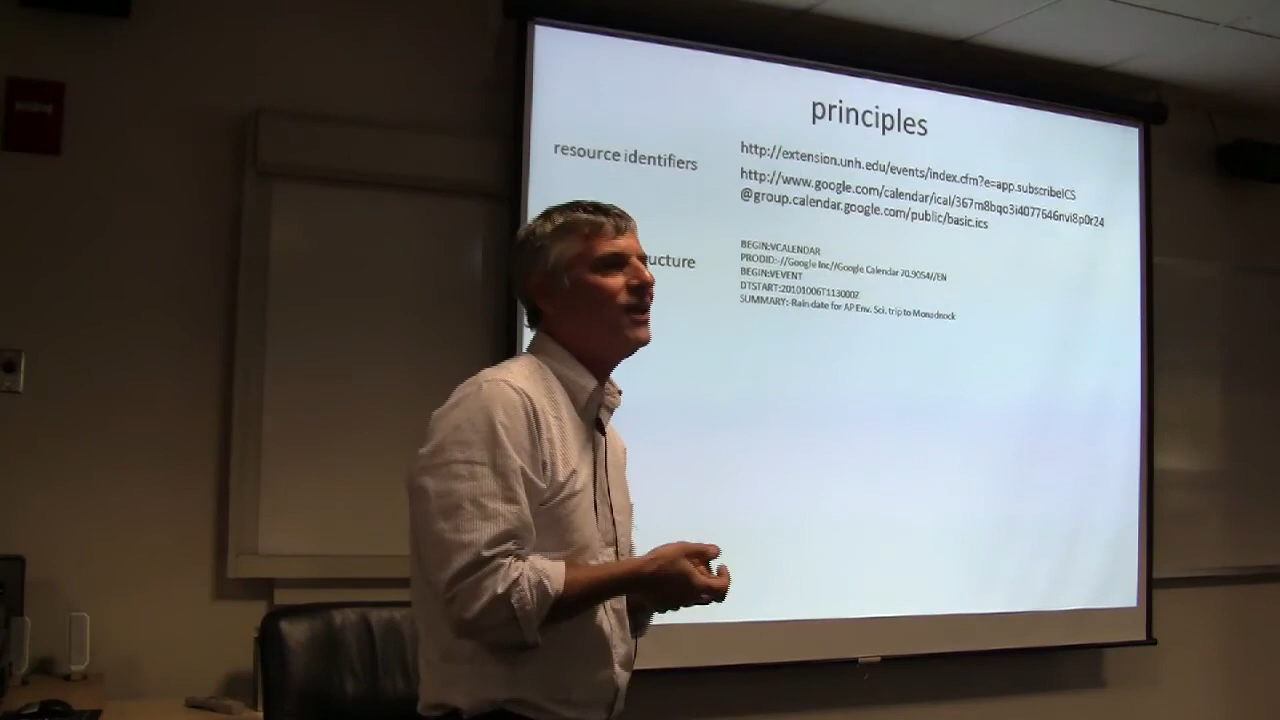 principles
resource identifiers
http://extension.unh.edu/events/index.cfm?e=app.subscribeICS
http://www.google.com/calendar/ical/367m8bqo3i4077646nvi8p0r24
@group.calendar.google.com/public/basic.ics
ucture
BEGIN:VCALENDAR
PRODID:-//Google Inc//Google Calendar 70.9054//EN
BEGIN:VEVENT
DTSTART:20101006T113000Z
SUMMARY:-Rain date for AP Env. Sci. trip to Monadnock